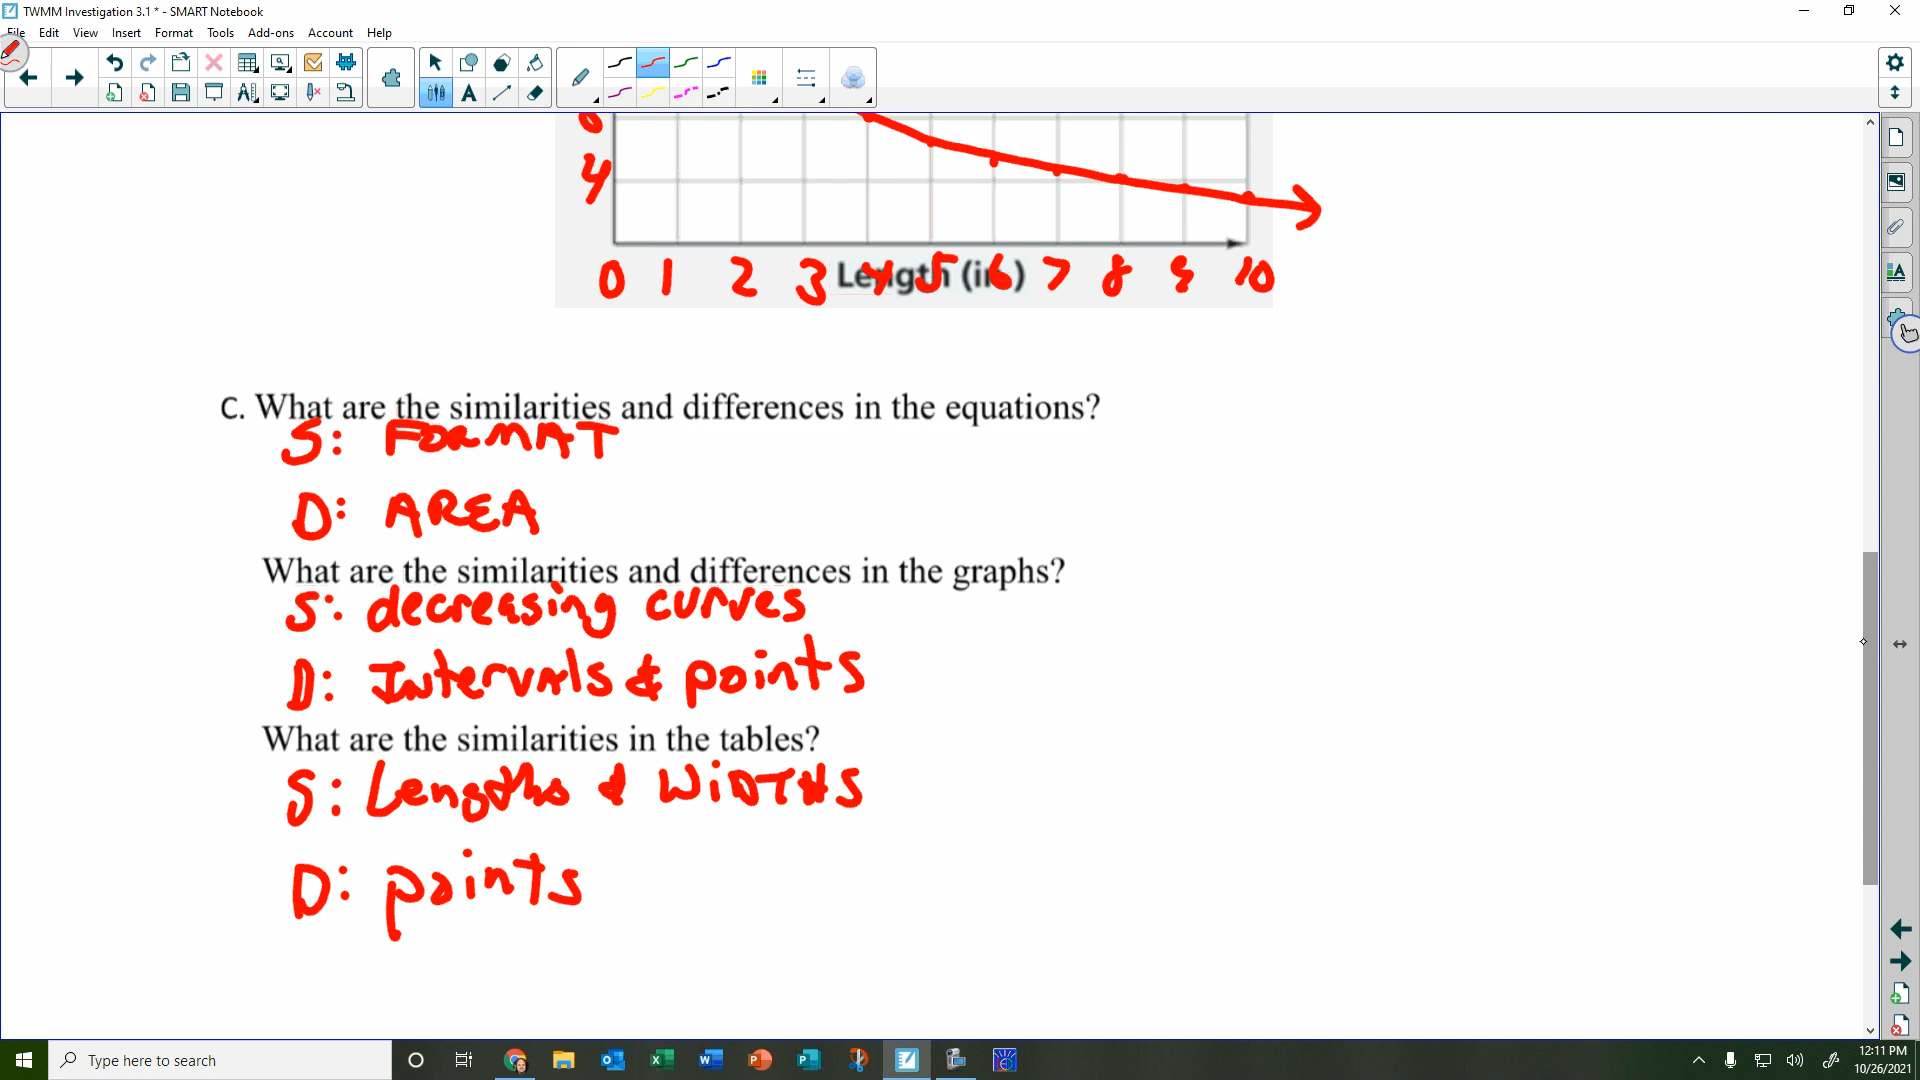 TWMM Investigation 3.1 * - SMART Notebook
File Edit View Insert Format Tools Add-ons Account Help
4
0 1 2 3 4 5 6 7 8 9 10
Length (in.)
C. What are the similarities and differences in the equations?
S: FORMAT
D: AREA
What are the similarities and differences in the graphs?
S: decreasing curves
D: Intervals & points
What are the similarities in the tables?
S: Lengths & WIDTHS
D: points
Type here to search
12:11 PM
10/26/2021